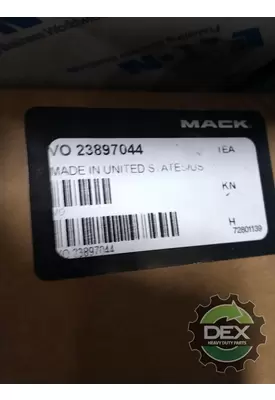 MACK
VO 23897044
1EA
MADE IN UNITED STATES/US
KN
H
72801139
VO 23897044
DEX
HEAVY DUTY PARTS